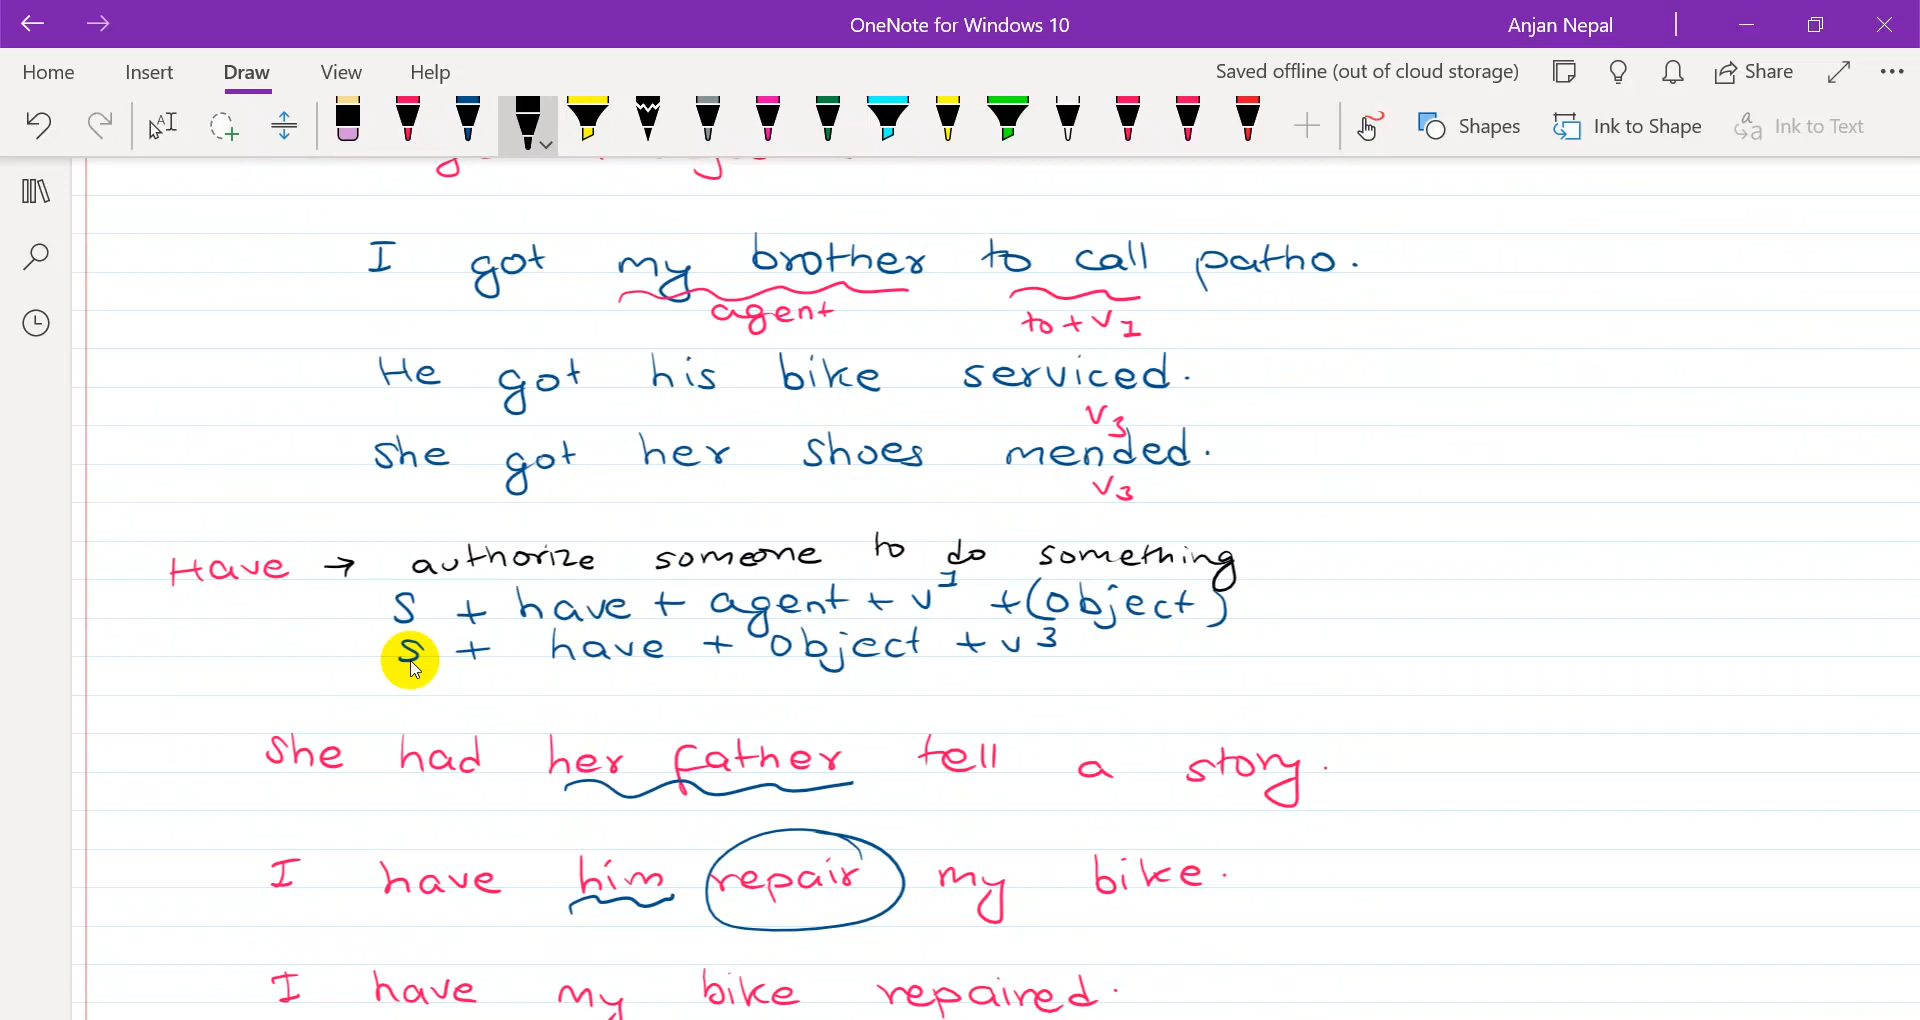 OneNote for Windows 10
Anjan Nepal
Home Insert Draw View Help
Saved offline (out of cloud storage)
Share
Shapes
Ink to Shape
Ink to Text
I got my brother to call patho.
agent
to + V1
He got his bike serviced.
V3
She got her shoes mended.
V3
Have → authorize someone to do something
S + have + agent + v1 + (object)
S + have + object + v3
She had her father tell a story.
I have him repair my bike.
I have my bike repaired.